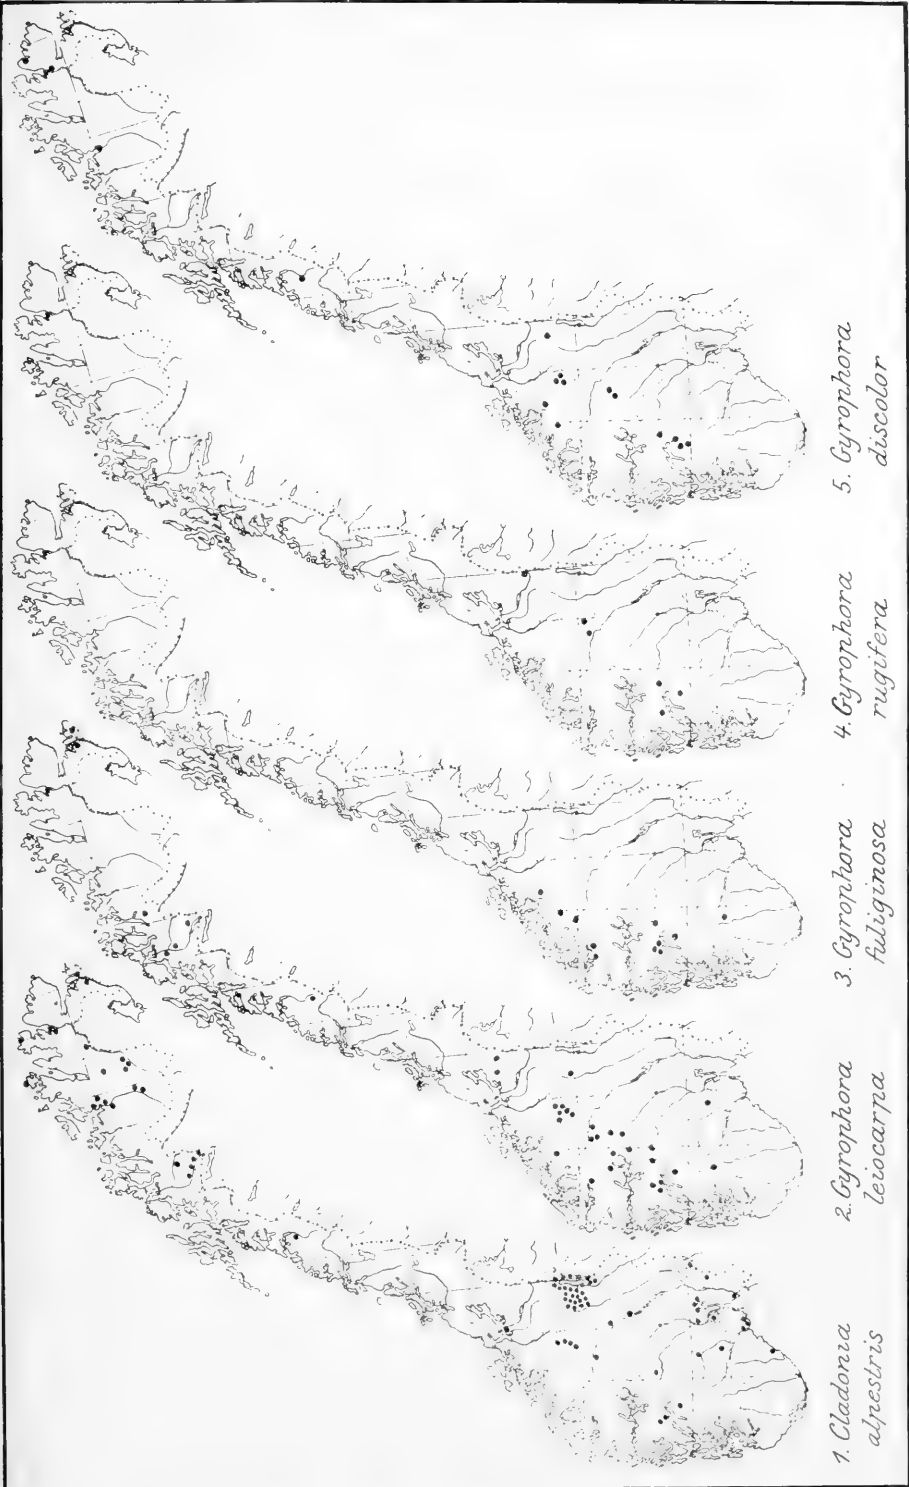 1. Cladonia
alpestris
2. Gyrophora
leiocarpa
3. Gyrophora
fuliginosa
4. Gyrophora
rugifera
5. Gyrophora
discolor